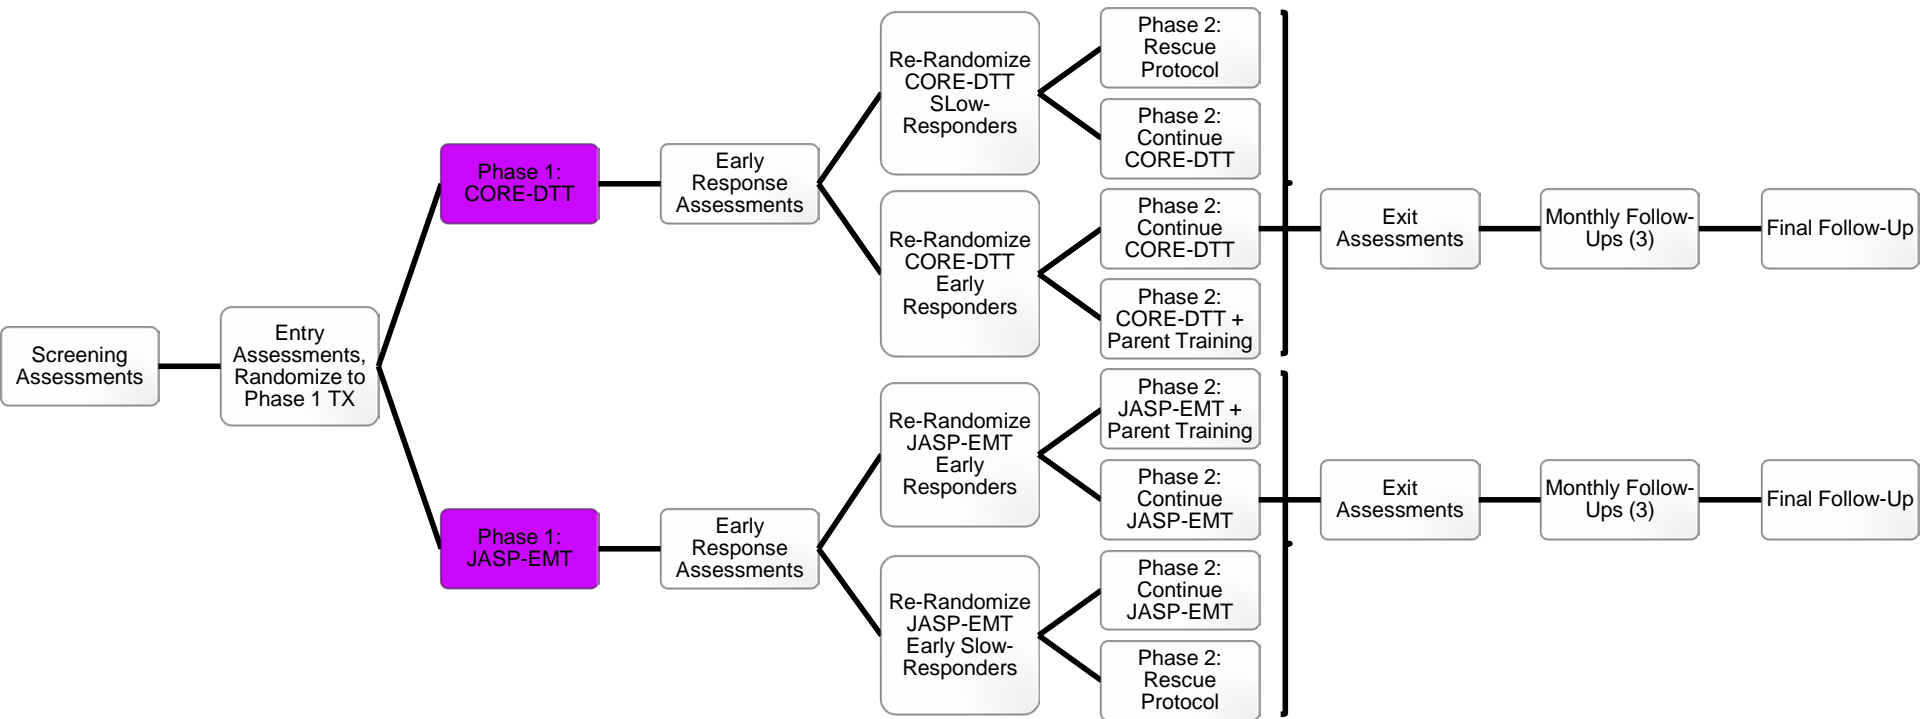 Screening
Assessments
Entry
Assessments,
Randomize to
Phase 1 TX
Phase 1:
CORE-DTT
Early
Response
Assessments
Re-Randomize
CORE-DTT
SLow-
Responders
Phase 2:
Rescue
Protocol
Phase 2:
Continue
CORE-DTT
Re-Randomize
CORE-DTT
Early
Responders
Phase 2:
Continue
CORE-DTT
Phase 2:
CORE-DTT +
Parent Training
Exit
Assessments
Monthly Follow-
Ups (3)
Final Follow-Up
Phase 1:
JASP-EMT
Early
Response
Assessments
Re-Randomize
JASP-EMT
Early
Responders
Phase 2:
JASP-EMT +
Parent Training
Phase 2:
Continue
JASP-EMT
Re-Randomize
JASP-EMT
Early Slow-
Responders
Phase 2:
Continue
JASP-EMT
Phase 2:
Rescue
Protocol
Exit
Assessments
Monthly Follow-
Ups (3)
Final Follow-Up